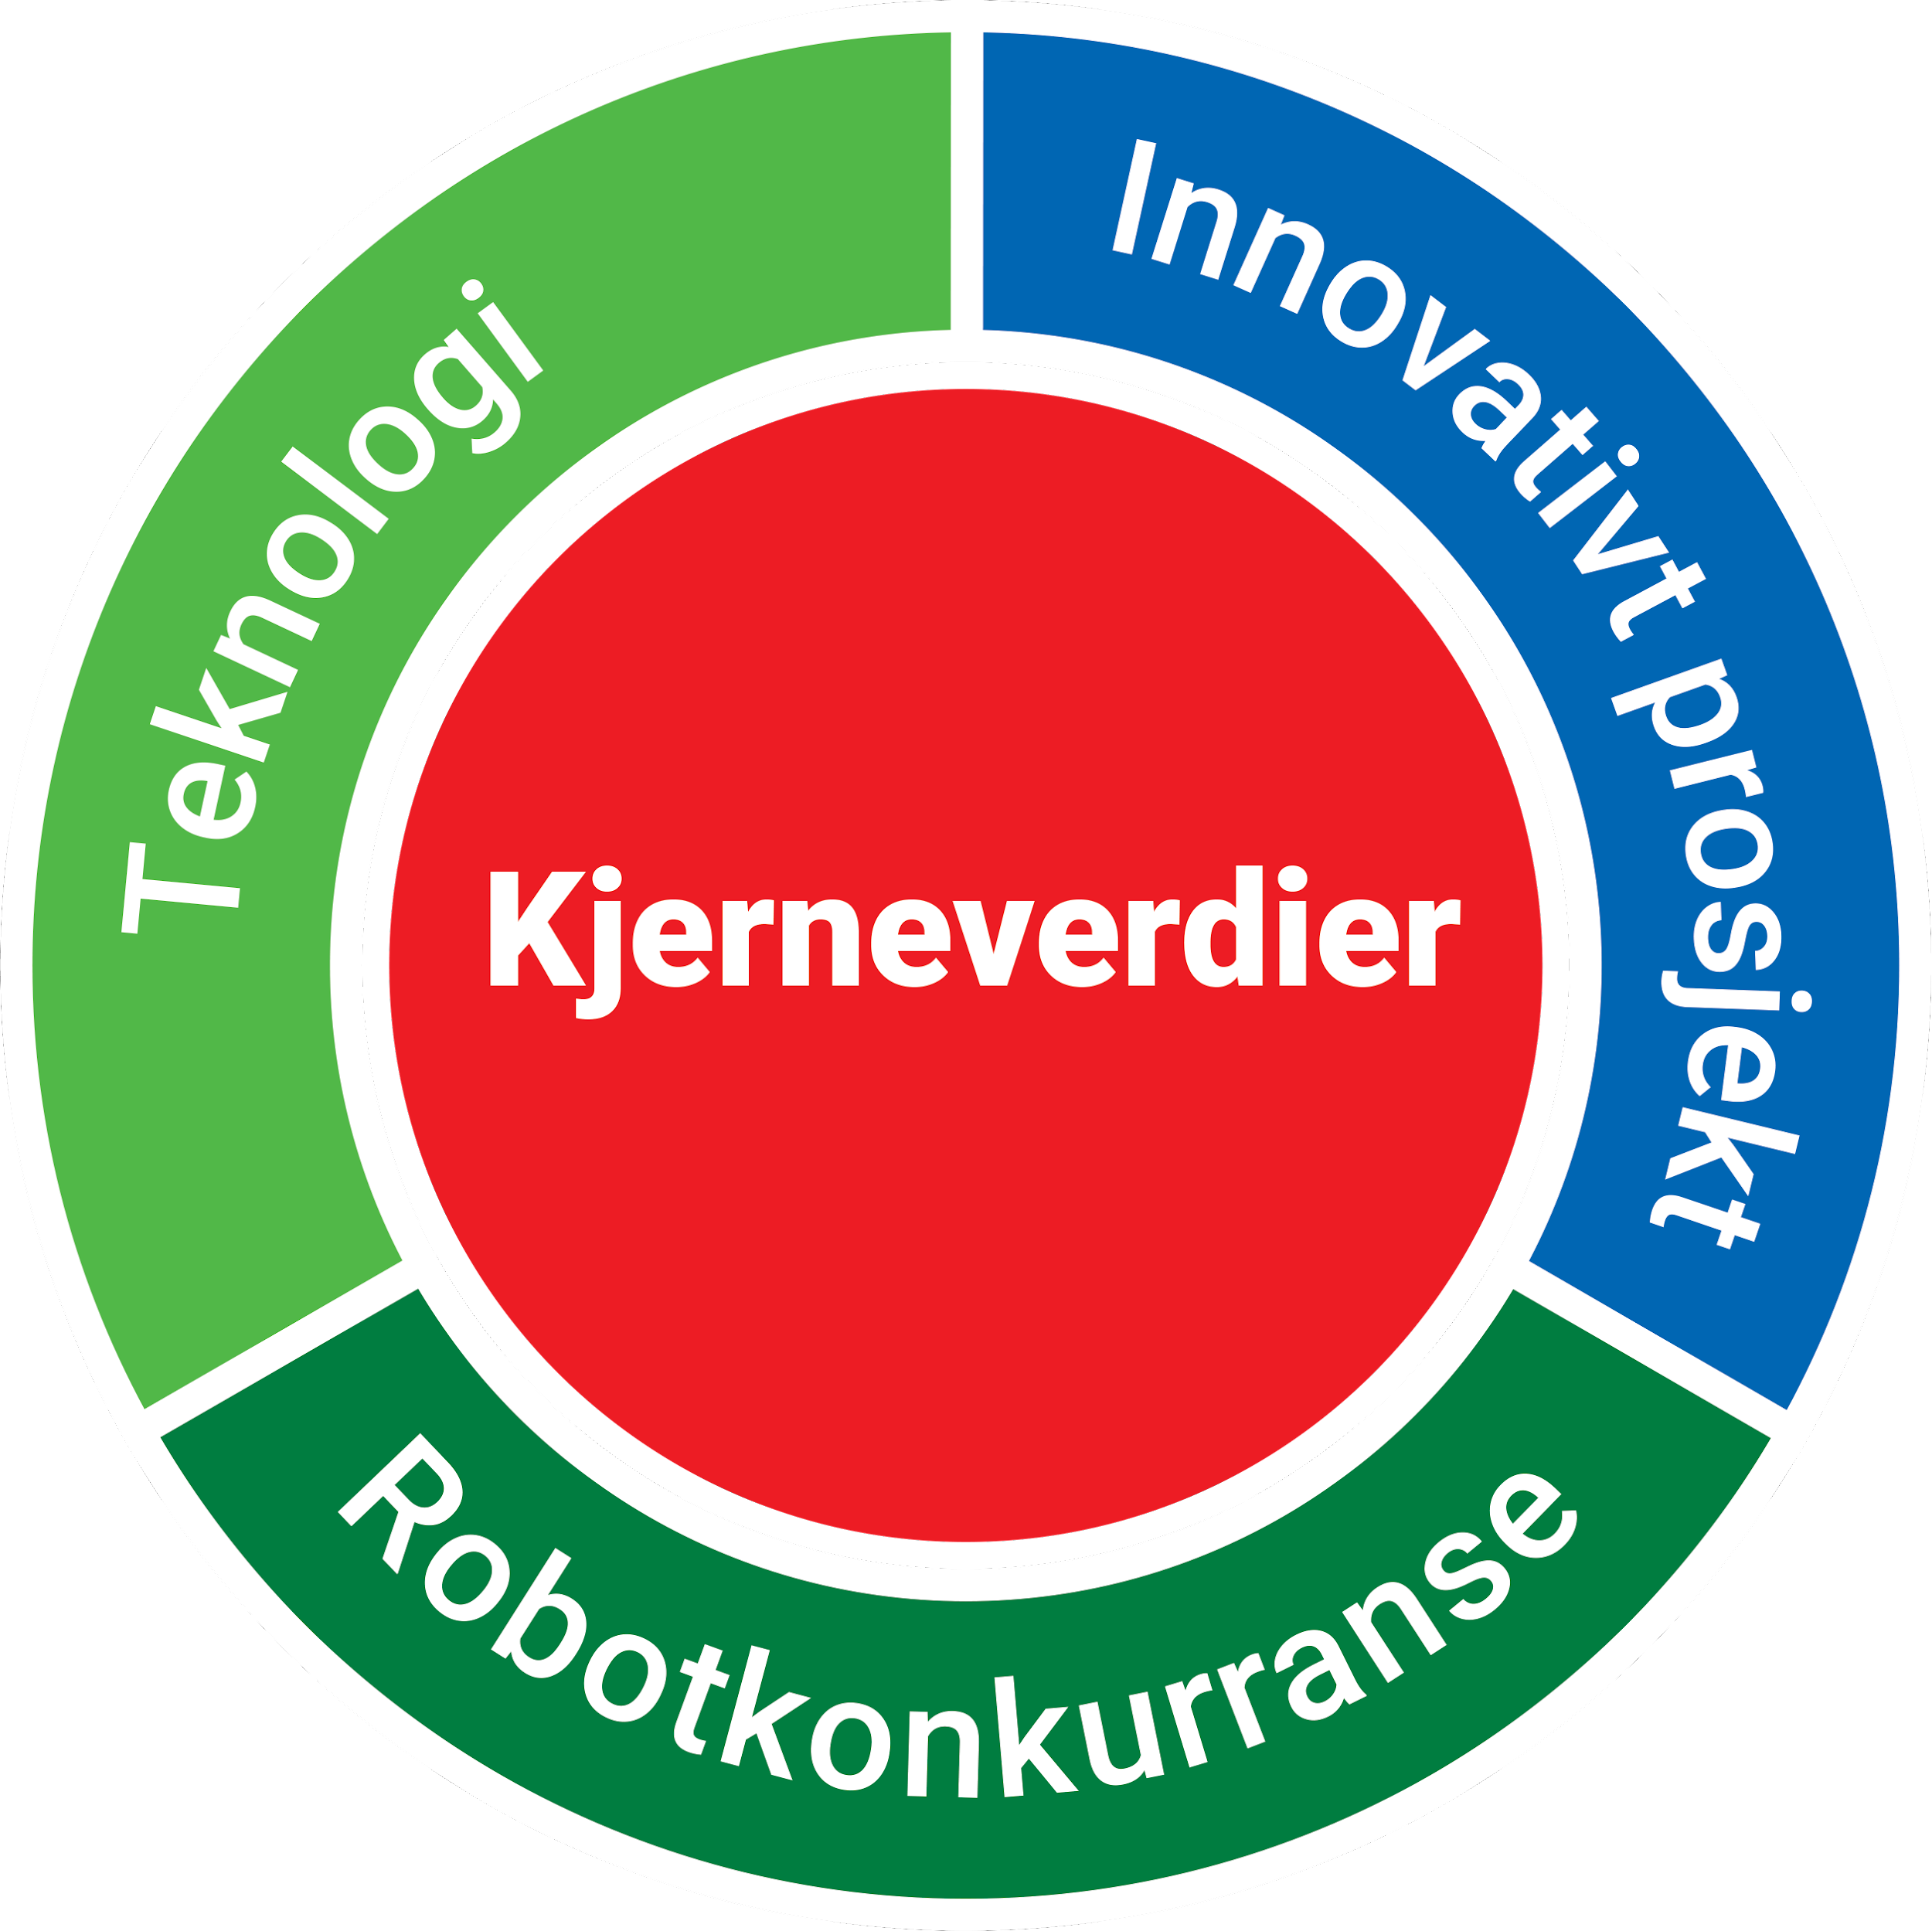 Teknologi
Innovativt prosjekt
Kjerneverdier
Robotkonkurranse